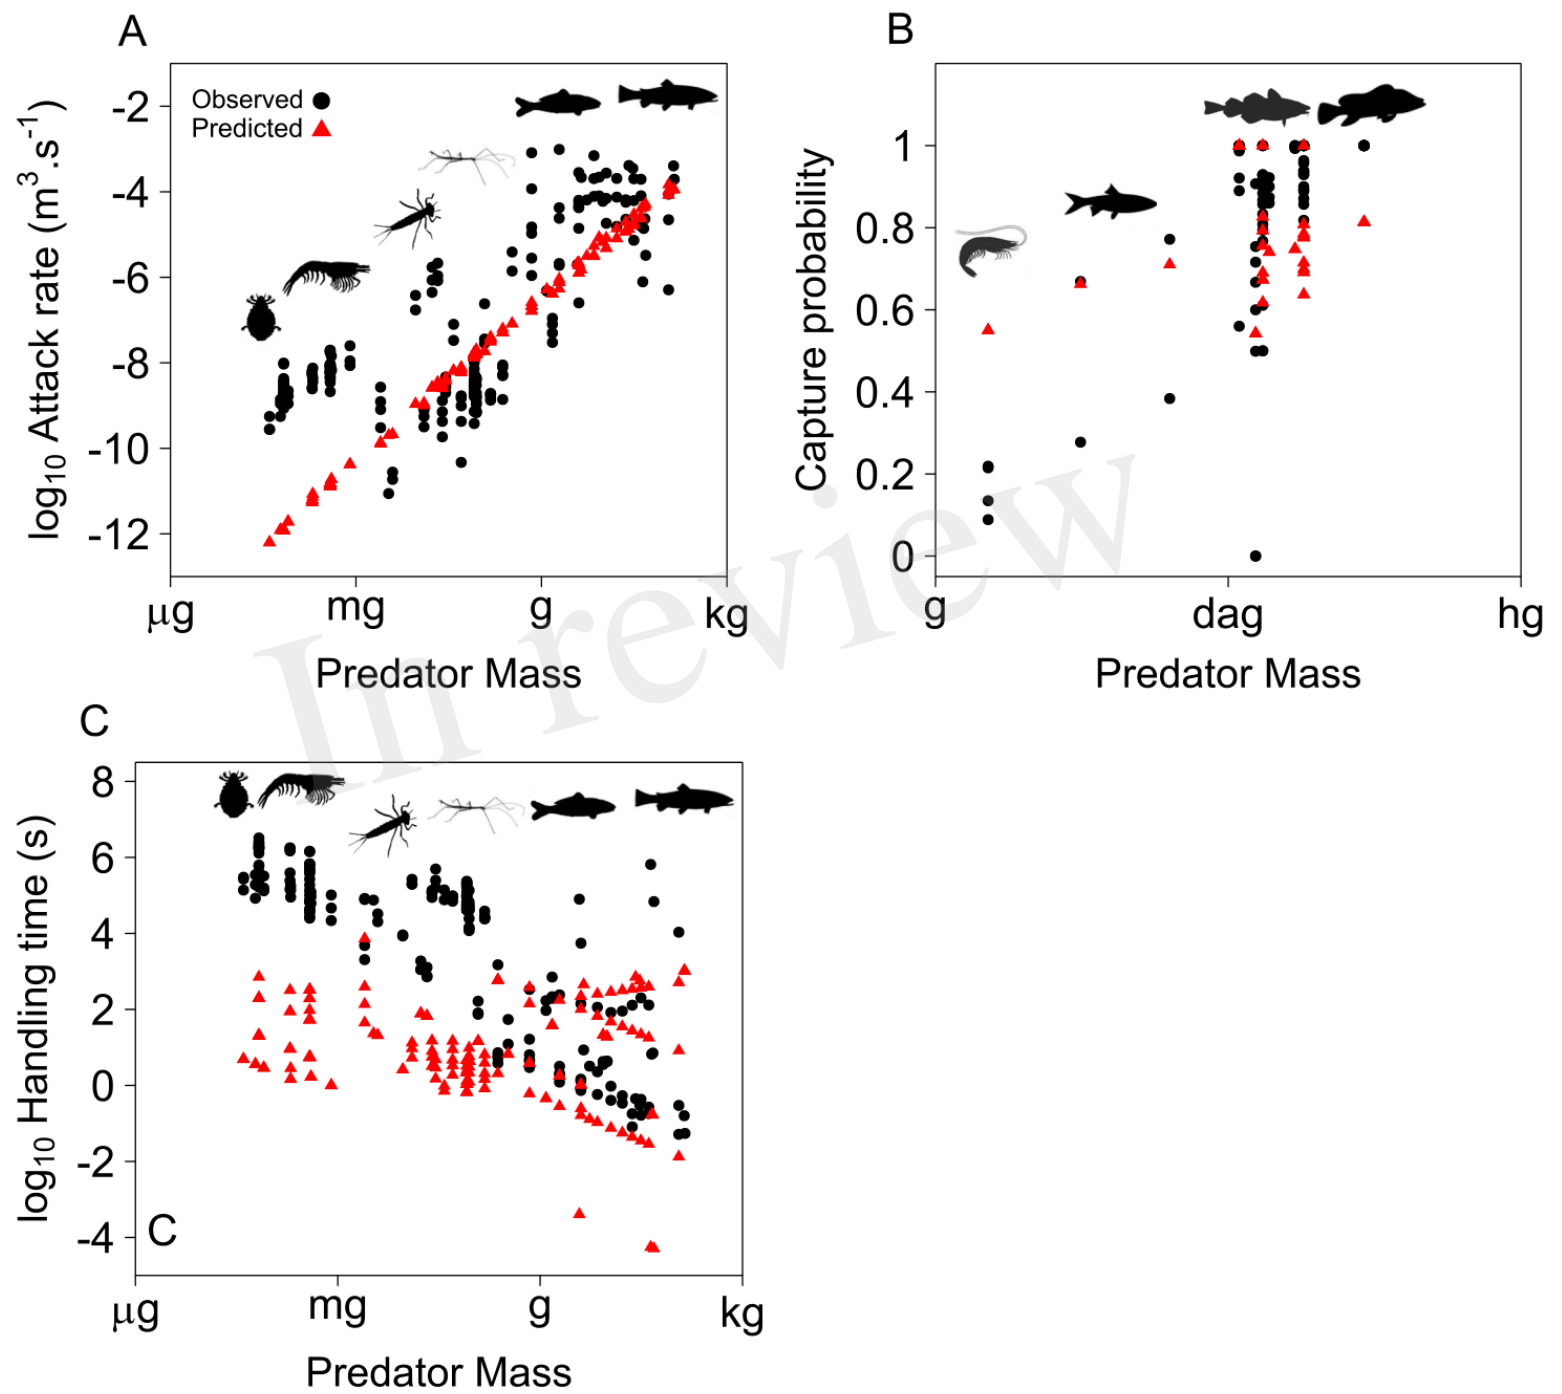 A
B
log10 Attack rate (m3.s-1)
Observed
Predicted
-2
-4
-6
-8
-10
-12
μg
mg
g
kg
Predator Mass
Capture probability
1
0.8
0.6
0.4
0.2
0
g
dag
hg
Predator Mass
In review
C
log10 Handling time (s)
8
6
4
2
0
-2
-4
C
μg
mg
g
kg
Predator Mass